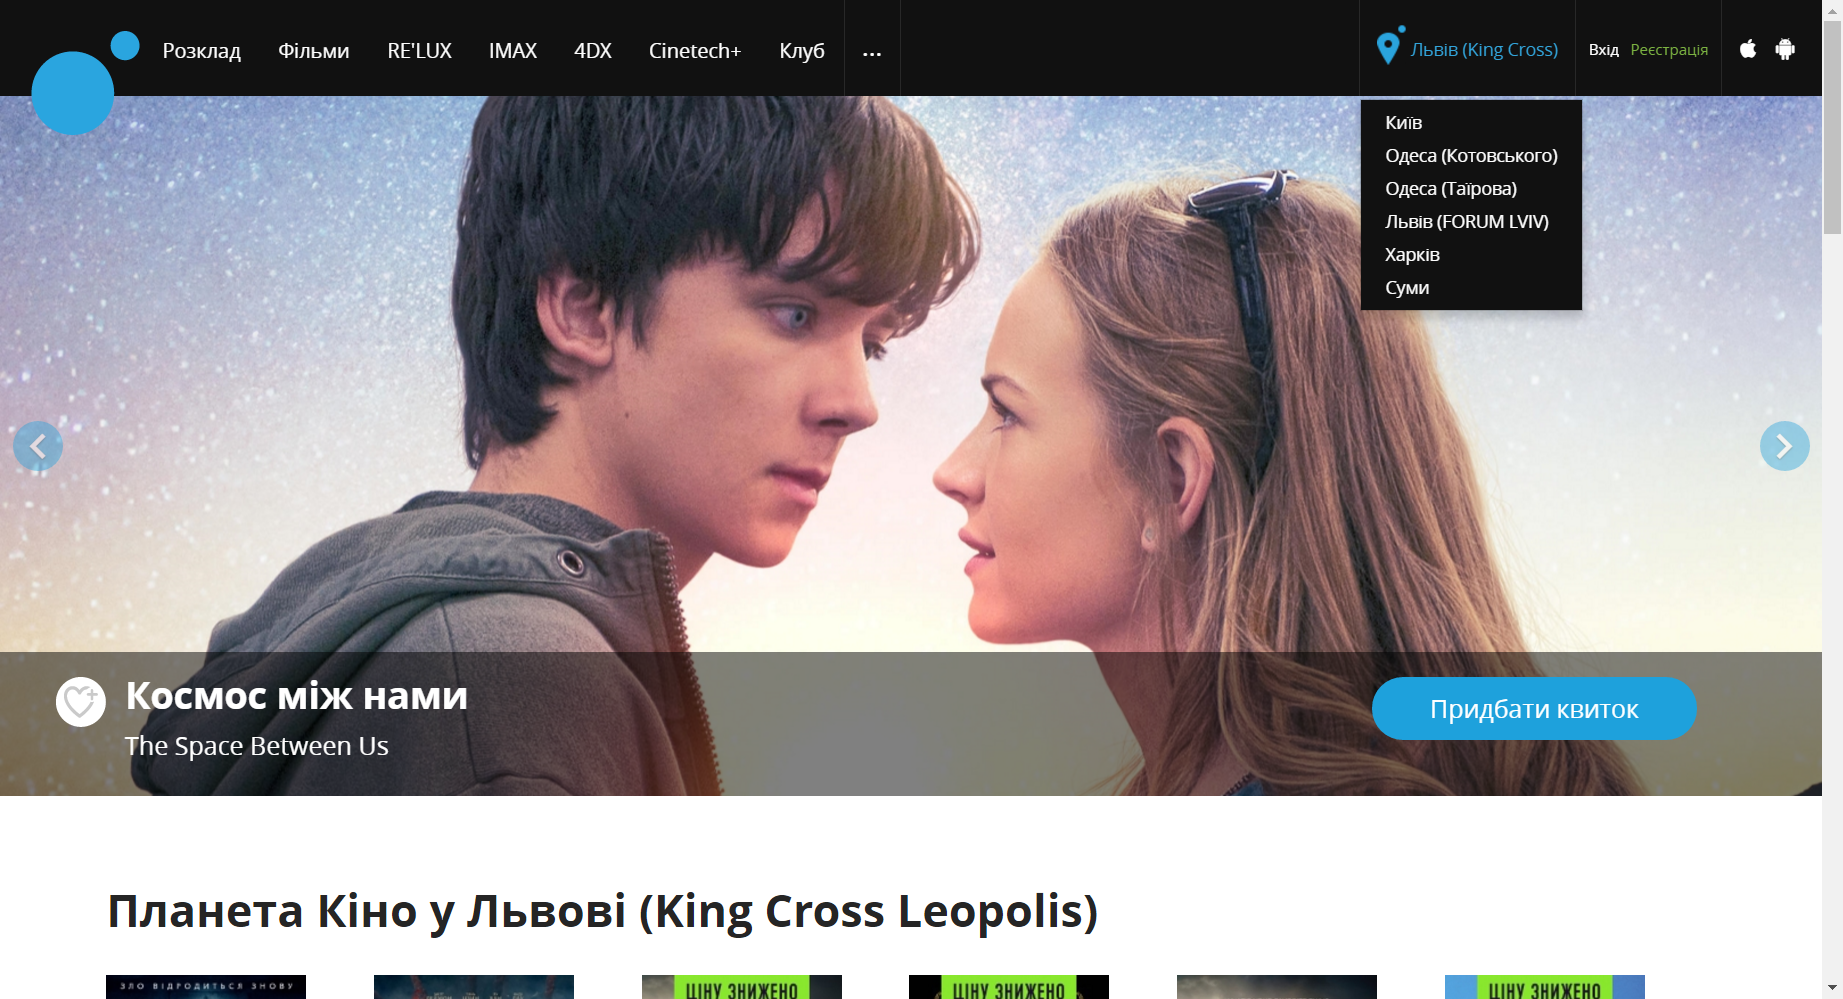 Розклад Фільми RE'LUX IMAX 4DX Cinetech+ Клуб ... Львів (King Cross) Вхід Реєстрація
Київ
Одеса (Котовського)
Одеса (Таїрова)
Львів (FORUM LVIV)
Харків
Суми
Космос між нами
The Space Between Us
Придбати квиток
Планета Кіно у Львові (King Cross Leopolis)
ЗЛО ВІДРОДИТЬСЯ ЗНОВУ
ЦІНУ ЗНИЖЕНО
ЦІНУ ЗНИЖЕНО
ЦІНУ ЗНИЖЕНО